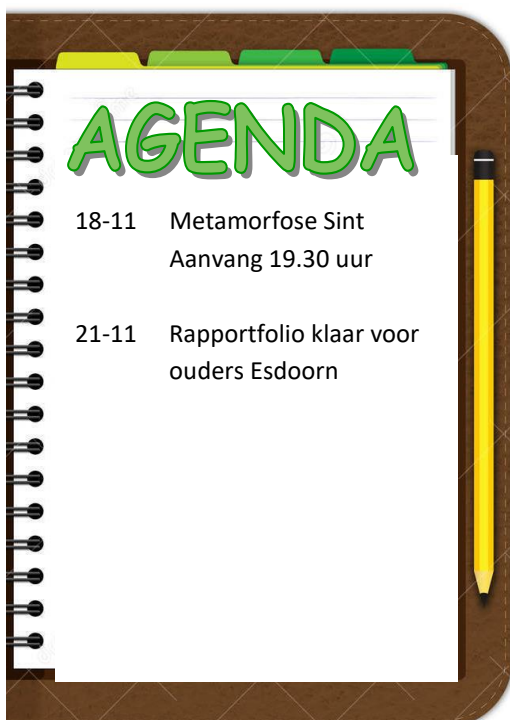 AGENDA
18-11 Metamorfose Sint
Aanvang 19.30 uur
21-11 Rapportfolio klaar voor
ouders Esdoorn